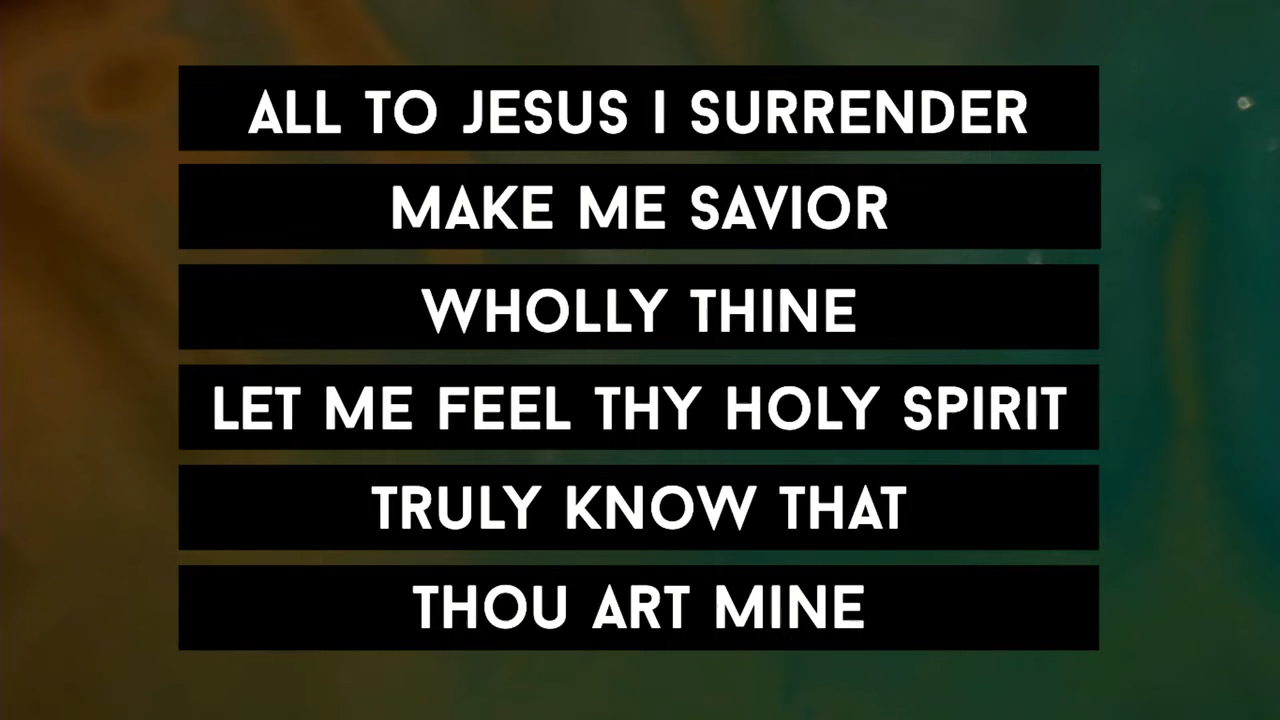 ALL TO JESUS I SURRENDER
MAKE ME SAVIOR
WHOLLY THINE
LET ME FEEL THY HOLY SPIRIT
TRULY KNOW THAT
THOU ART MINE